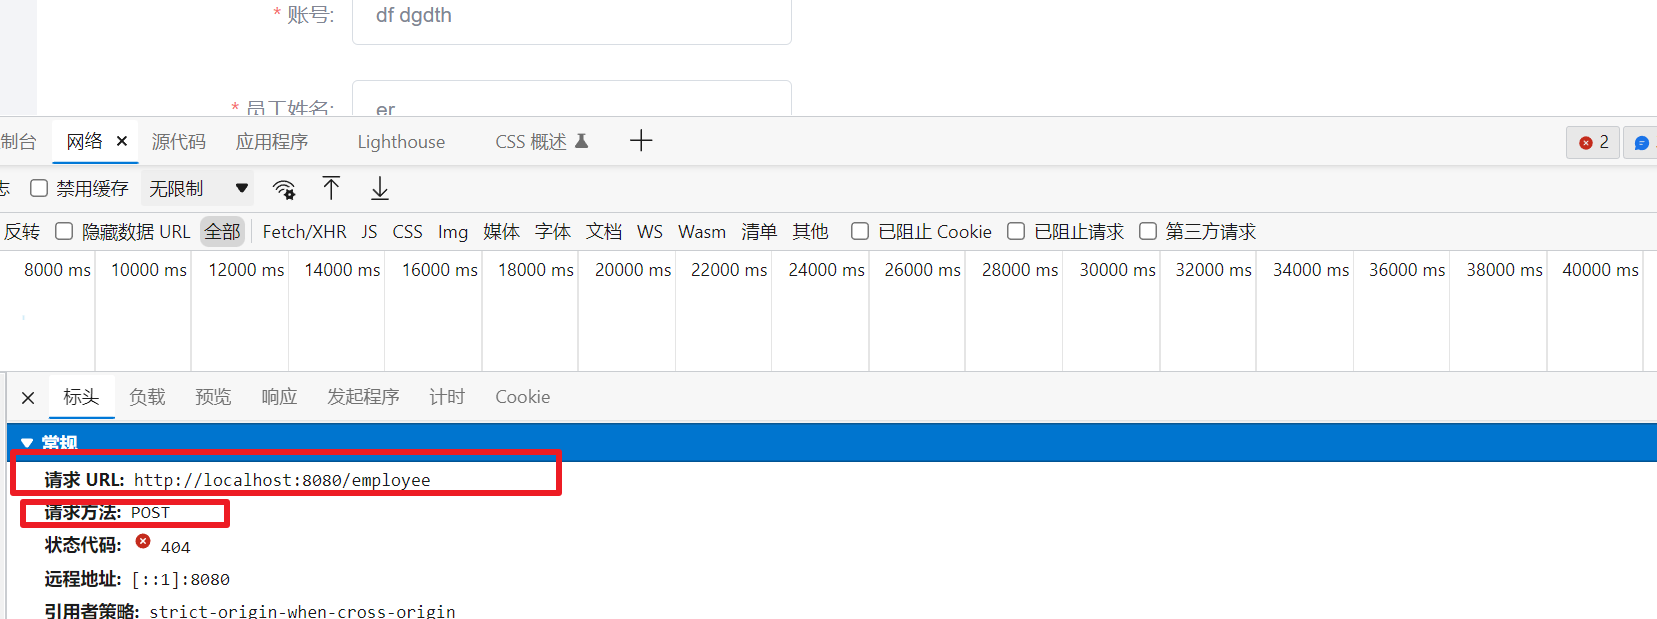 * 账号: df dgdth
* 员工姓名: er
制台 网络 × 源代码 应用程序 Lighthouse CSS 概述 2
志 禁用缓存 无限制
反转 隐藏数据 URL 全部 Fetch/XHR JS CSS Img 媒体 字体 文档 WS Wasm 清单 其他 已阻止 Cookie 已阻止请求 第三方请求
8000 ms 10000 ms 12000 ms 14000 ms 16000 ms 18000 ms 20000 ms 22000 ms 24000 ms 26000 ms 28000 ms 30000 ms 32000 ms 34000 ms 36000 ms 38000 ms 40000 ms
× 标头 负载 预览 响应 发起程序 计时 Cookie
常规
请求 URL: http://localhost:8080/employee
请求方法: POST
状态代码: 404
远程地址: [::1]:8080
引用者策略: strict-origin-when-cross-origin